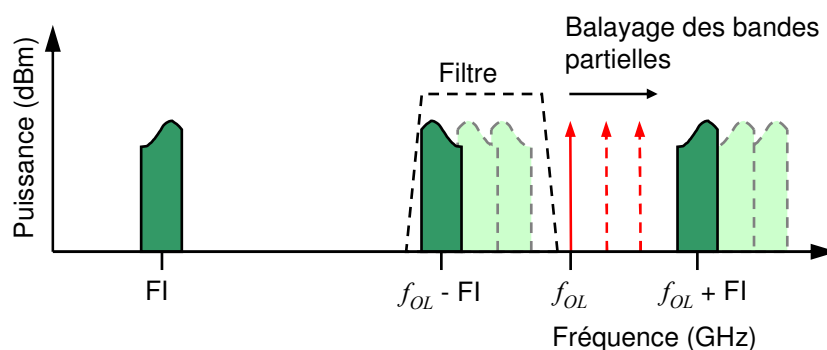 Balayage des bandes
partielles
Filtre
Puissance (dBm)
FI
f_OL - FI
f_OL
f_OL + FI
Fréquence (GHz)